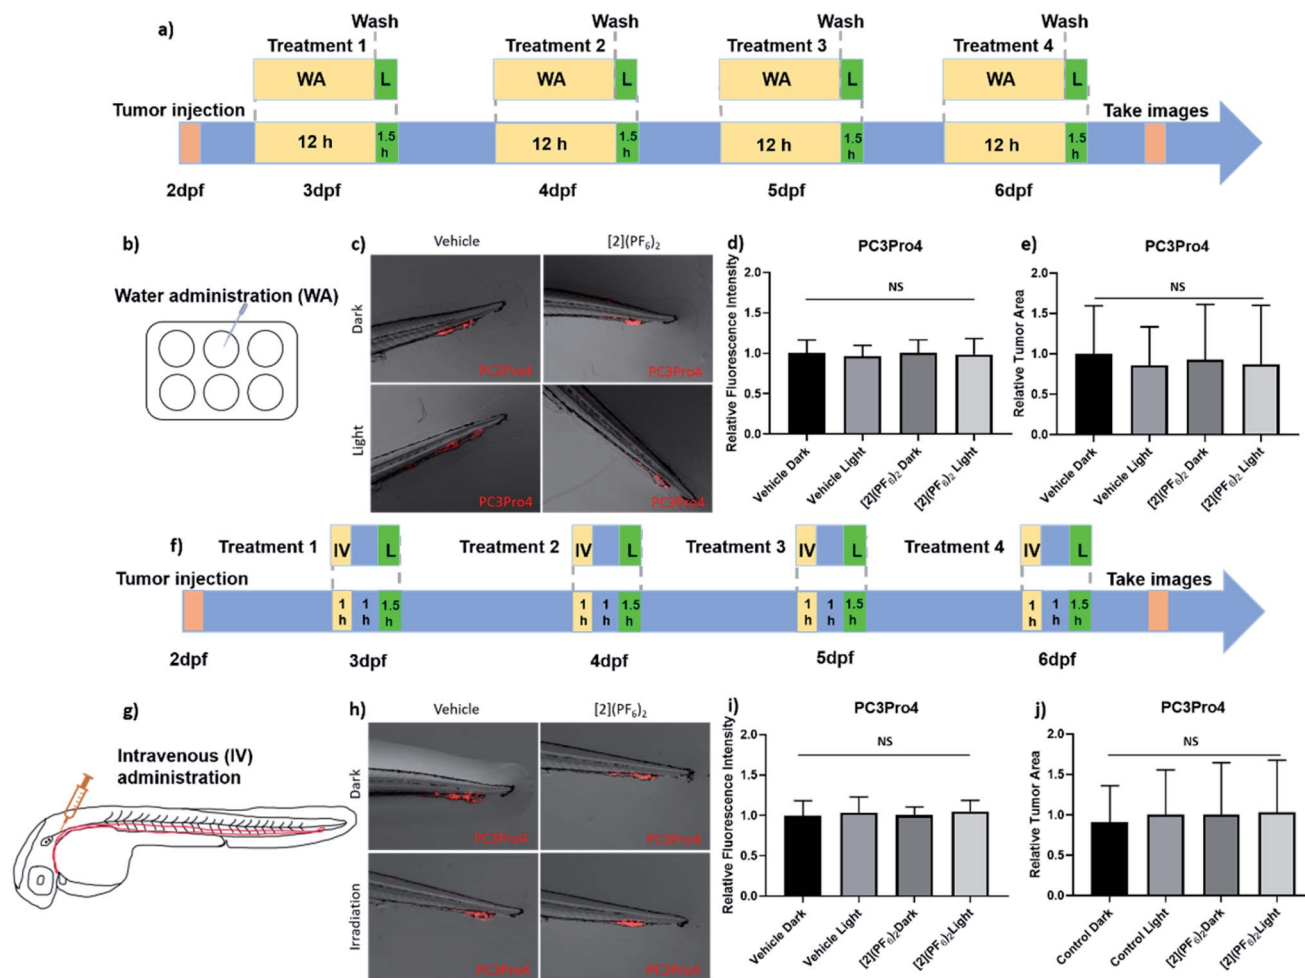 a)
Wash Wash Wash Wash
Treatment 1 Treatment 2 Treatment 3 Treatment 4
WA L WA L WA L WA L
Tumor injection Take images
12 h 1.5 h 12 h 1.5 h 12 h 1.5 h 12 h 1.5 h
2dpf 3dpf 4dpf 5dpf 6dpf
b)
Water administration (WA)
c)
Vehicle [2](PF₆)₂
Dark
PC3Pro4 PC3Pro4
Light
PC3Pro4 PC3Pro4
d)
PC3Pro4
Relative Fluorescence Intensity
2.0
1.5
1.0
0.5
0.0
NS
Vehicle Dark
Vehicle Light
[2](PF₆)₂ Dark
[2](PF₆)₂ Light
e)
PC3Pro4
Relative Tumor Area
2.0
1.5
1.0
0.5
0.0
NS
Vehicle Dark
Vehicle Light
[2](PF₆)₂ Dark
[2](PF₆)₂ Light
f)
Treatment 1 IV L Treatment 2 IV L Treatment 3 IV L Treatment 4 IV L
Tumor injection Take images
1 h 1 h 1.5 h 1 h 1 h 1.5 h 1 h 1 h 1.5 h 1 h 1 h 1.5 h
2dpf 3dpf 4dpf 5dpf 6dpf
g)
Intravenous (IV)
administration
h)
Vehicle [2](PF₆)₂
Dark
PC3Pro4 PC3Pro4
Irradiation
PC3Pro4 PC3Pro4
i)
PC3Pro4
Relative Fluorescence Intensity
2.0
1.5
1.0
0.5
0.0
NS
Vehicle Dark
Vehicle Light
[2](PF₆)₂Dark
[2](PF₆)₂Light
j)
PC3Pro4
Relative Tumor Area
2.0
1.5
1.0
0.5
0.0
NS
Control Dark
Control Light
[2](PF₆)₂Dark
[2](PF₆)₂Light